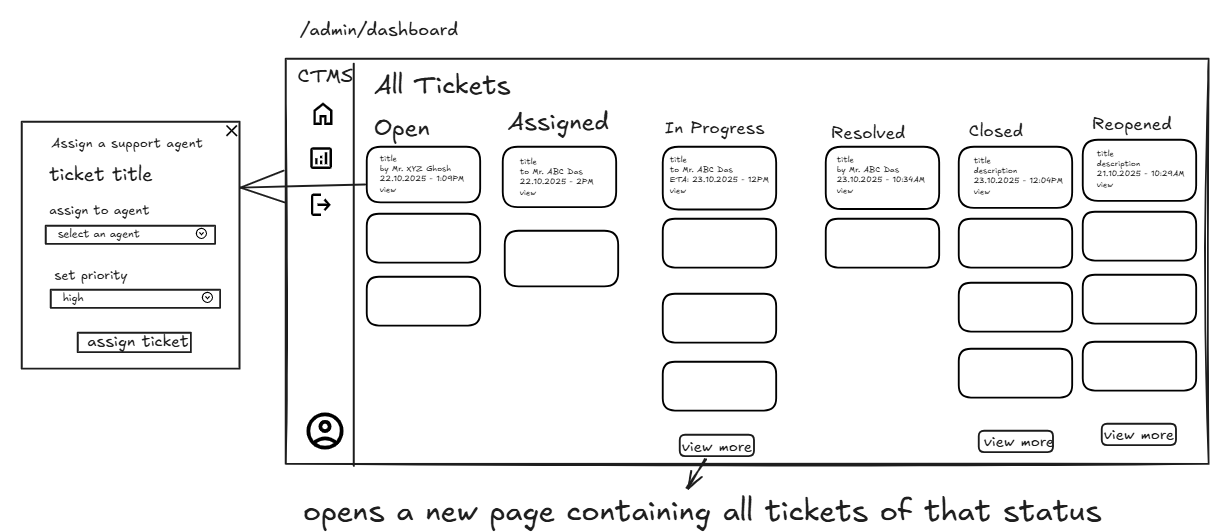 /admin/dashboard
CTMS
All Tickets
Open
title
by Mr. XYZ Ghosh
22.10.2025 - 1:09PM
view
Assigned
title
to Mr. ABC Das
22.10.2025 - 2PM
view
In Progress
title
to Mr. ABC Das
ETA: 23.10.2025 - 12PM
view
view more
Resolved
title
by Mr. ABC Das
23.10.2025 - 10:34AM
view
Closed
title
description
23.10.2025 - 12:04PM
view
view more
Reopened
title
description
21.10.2025 - 10:29AM
view
view more
Assign a support agent
ticket title
assign to agent
select an agent
set priority
high
assign ticket
opens a new page containing all tickets of that status